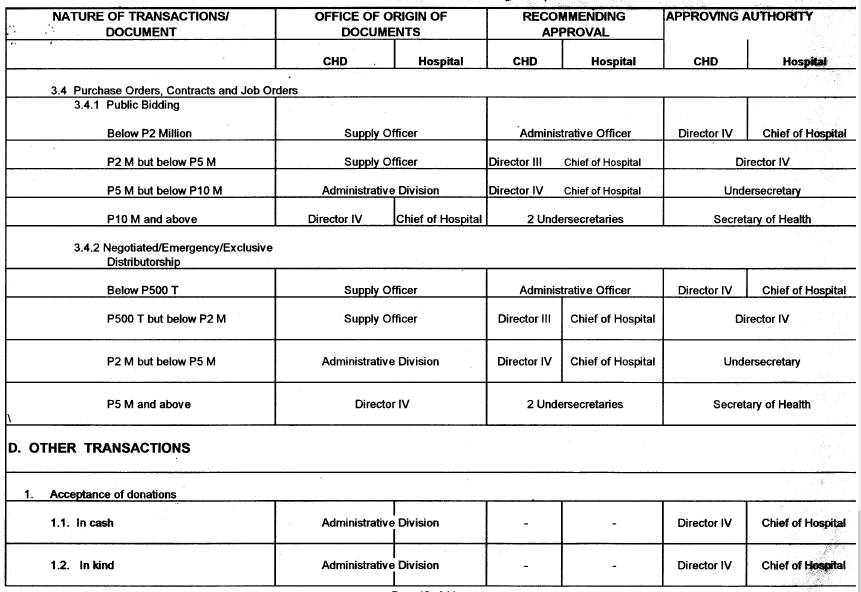 NATURE OF TRANSACTIONS/ OFFICE OF ORIGIN OF RECOMMENDING APPROVING AUTHORITY
DOCUMENT DOCUMENTS APPROVAL
CHD Hospital CHD Hospital CHD Hospital
3.4 Purchase Orders, Contracts and Job Orders
3.4.1 Public Bidding
Below P2 Million Supply Officer Administrative Officer Director IV Chief of Hospital
P2 M but below P5 M Supply Officer Director III Chief of Hospital Director IV
P5 M but below P10 M Administrative Division Director IV Chief of Hospital Undersecretary
P10 M and above Director IV Chief of Hospital 2 Undersecretaries Secretary of Health
3.4.2 Negotiated/Emergency/Exclusive
Distributorship
Below P500 T Supply Officer Administrative Officer Director IV Chief of Hospital
P500 T but below P2 M Supply Officer Director III Chief of Hospital Director IV
P2 M but below P5 M Administrative Division Director IV Chief of Hospital Undersecretary
P5 M and above Director IV 2 Undersecretaries Secretary of Health
D. OTHER TRANSACTIONS
1. Acceptance of donations
1.1. In cash Administrative Division - - Director IV Chief of Hospital
1.2. In kind Administrative Division - - Director IV Chief of Hospital